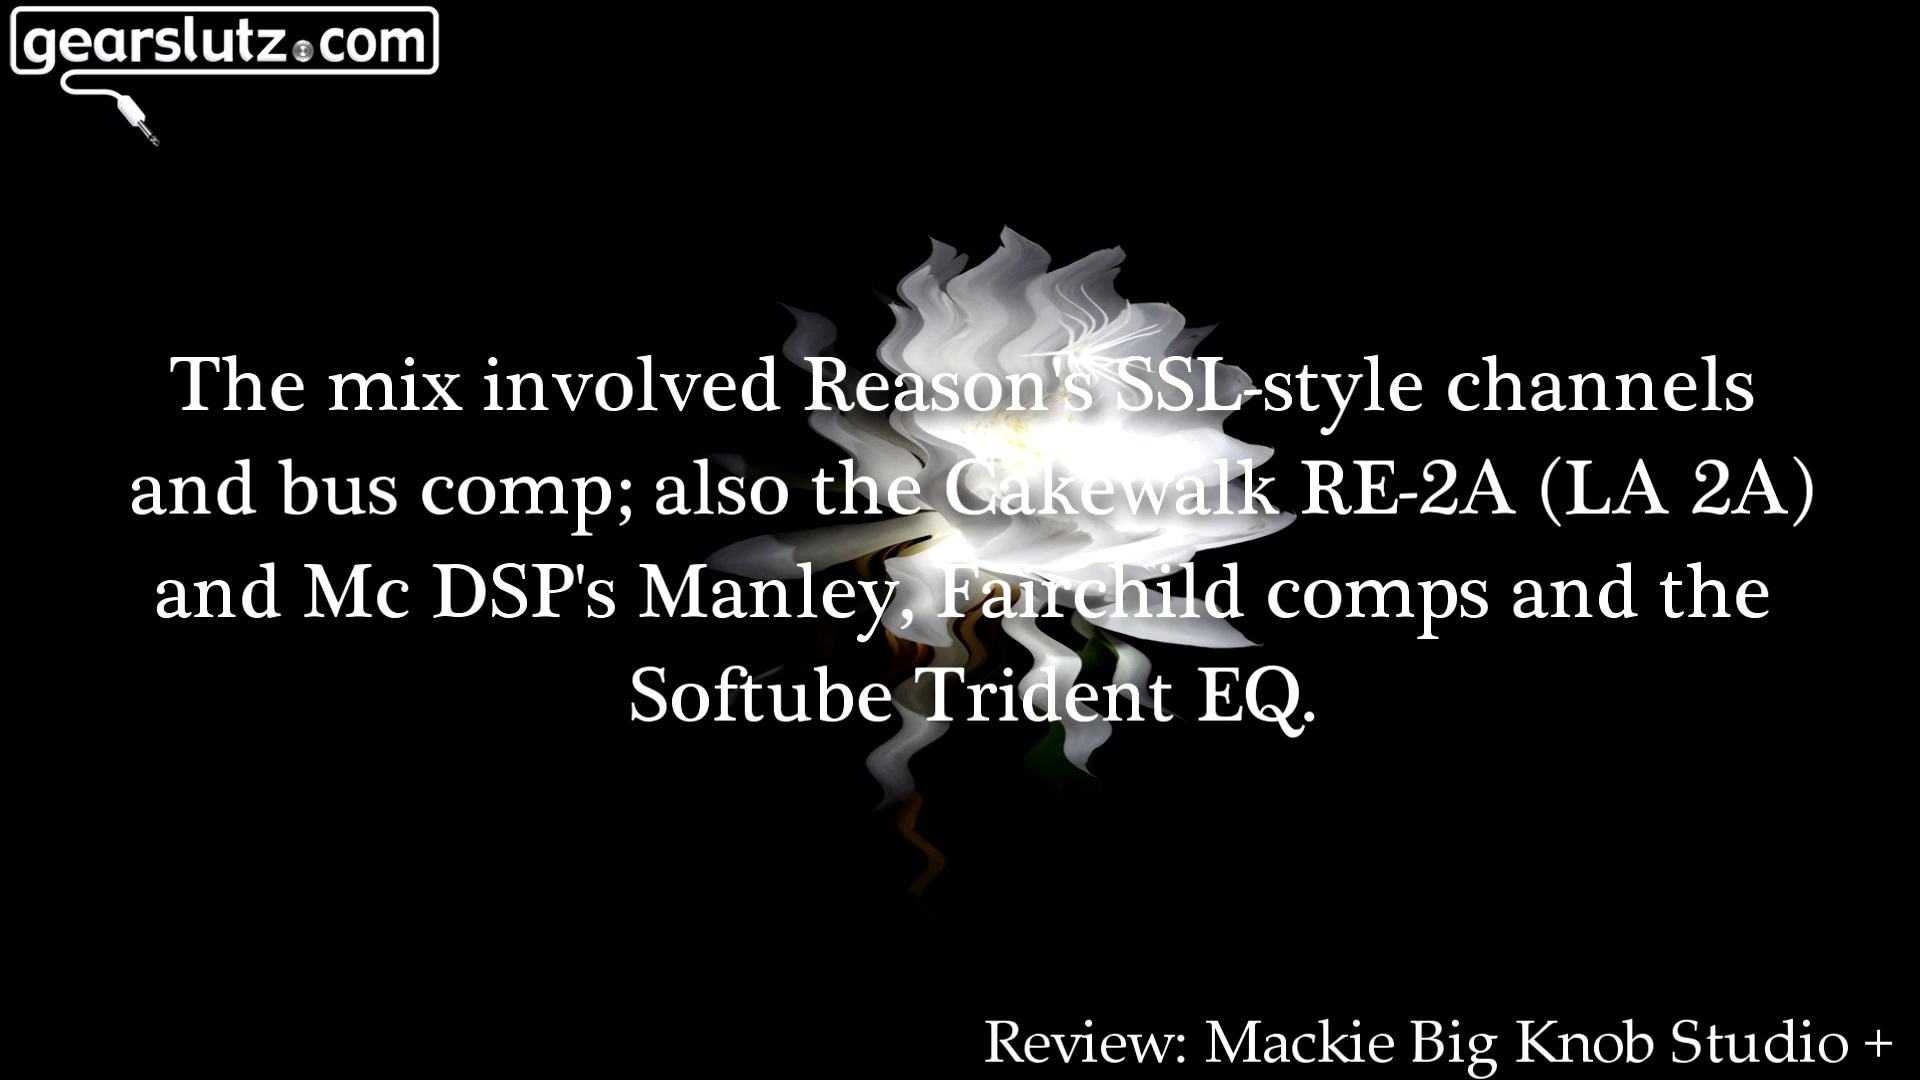 gearslutz.com
The mix involved Reason's SSL-style channels
and bus comp; also the Cakewalk RE-2A (LA 2A)
and Mc DSP's Manley, Fairchild comps and the
Softube Trident EQ.
Review: Mackie Big Knob Studio +